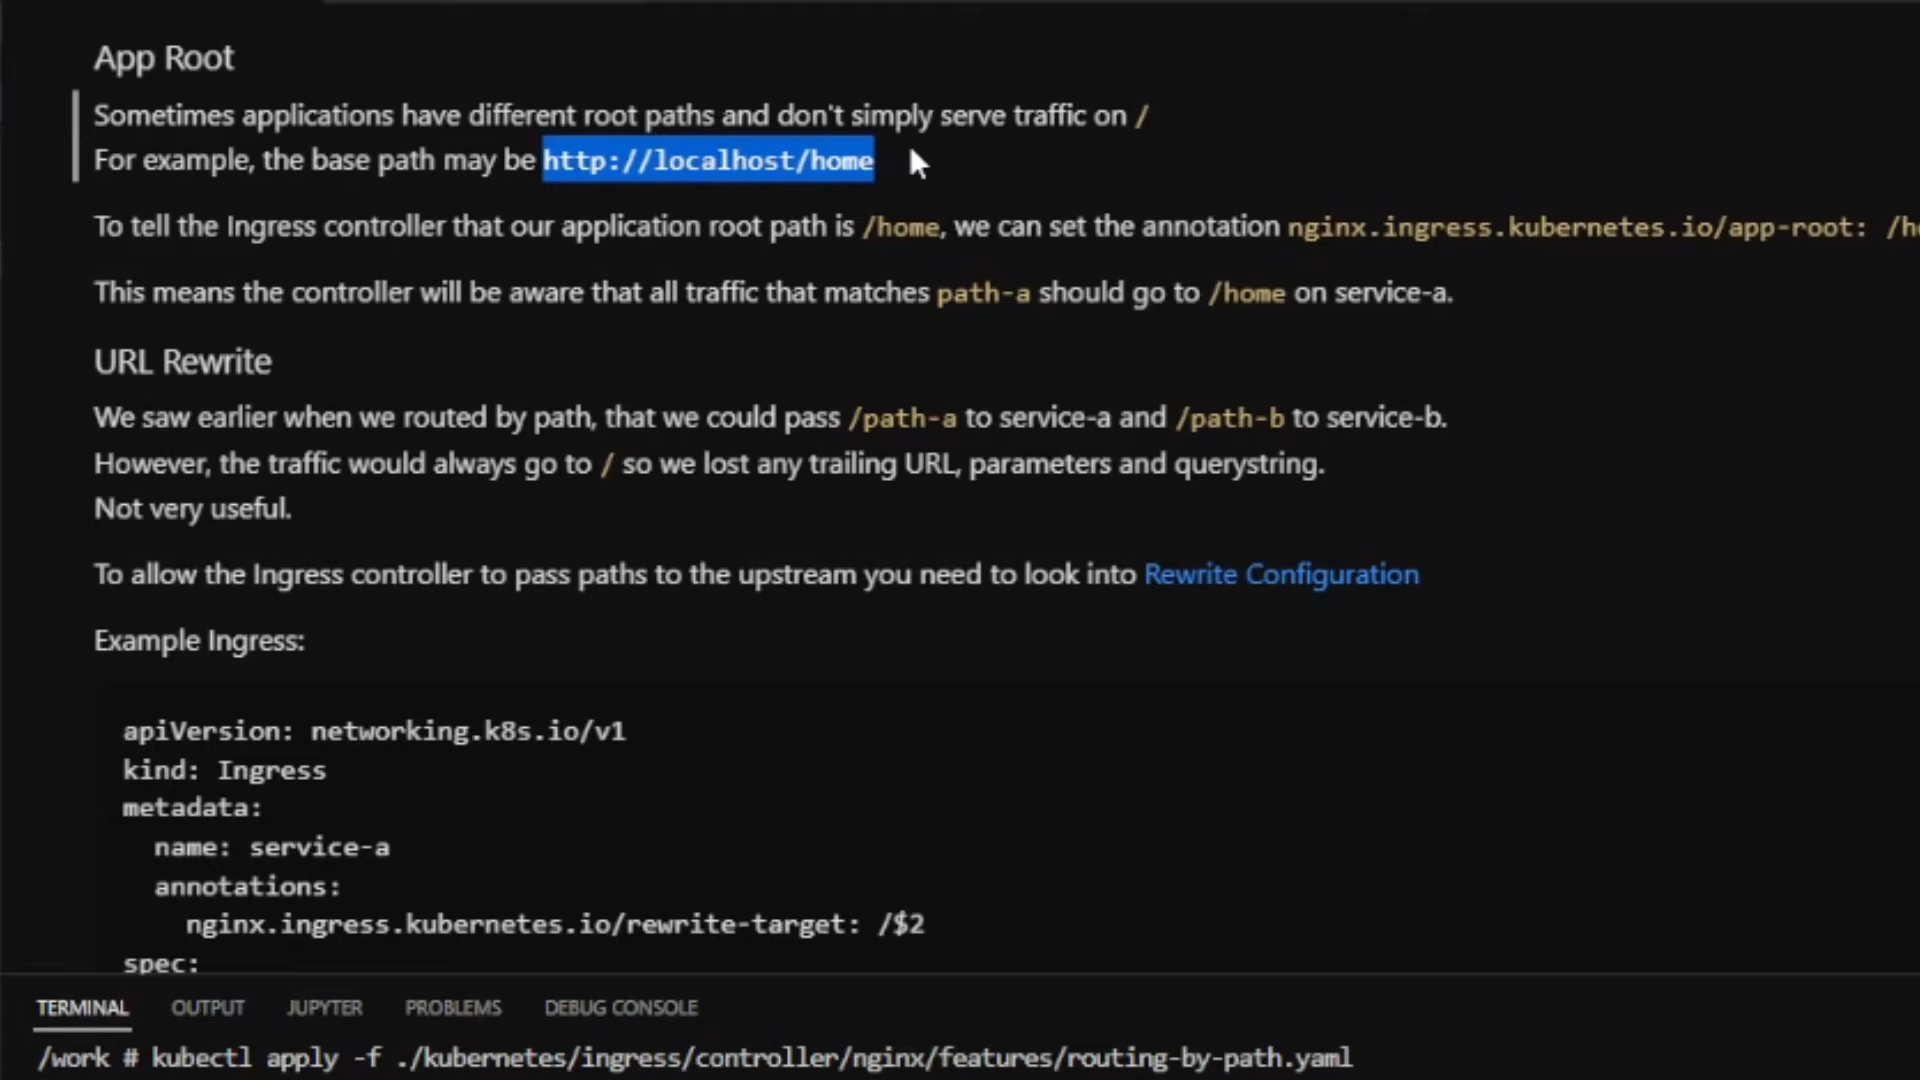 App Root
Sometimes applications have different root paths and don't simply serve traffic on /
For example, the base path may be http://localhost/home
To tell the Ingress controller that our application root path is /home, we can set the annotation nginx.ingress.kubernetes.io/app-root:
This means the controller will be aware that all traffic that matches path-a should go to /home on service-a.
URL Rewrite
We saw earlier when we routed by path, that we could pass /path-a to service-a and /path-b to service-b.
However, the traffic would always go to / so we lost any trailing URL, parameters and querystring.
Not very useful.
To allow the Ingress controller to pass paths to the upstream you need to look into Rewrite Configuration
Example Ingress:
apiVersion: networking.k8s.io/v1
kind: Ingress
metadata:
name: service-a
annotations:
nginx.ingress.kubernetes.io/rewrite-target: /$2
spec:
TERMINAL OUTPUT JUPYTER PROBLEMS DEBUG CONSOLE
/work # kubectl apply -f ./kubernetes/ingress/controller/nginx/features/routing-by-path.yaml